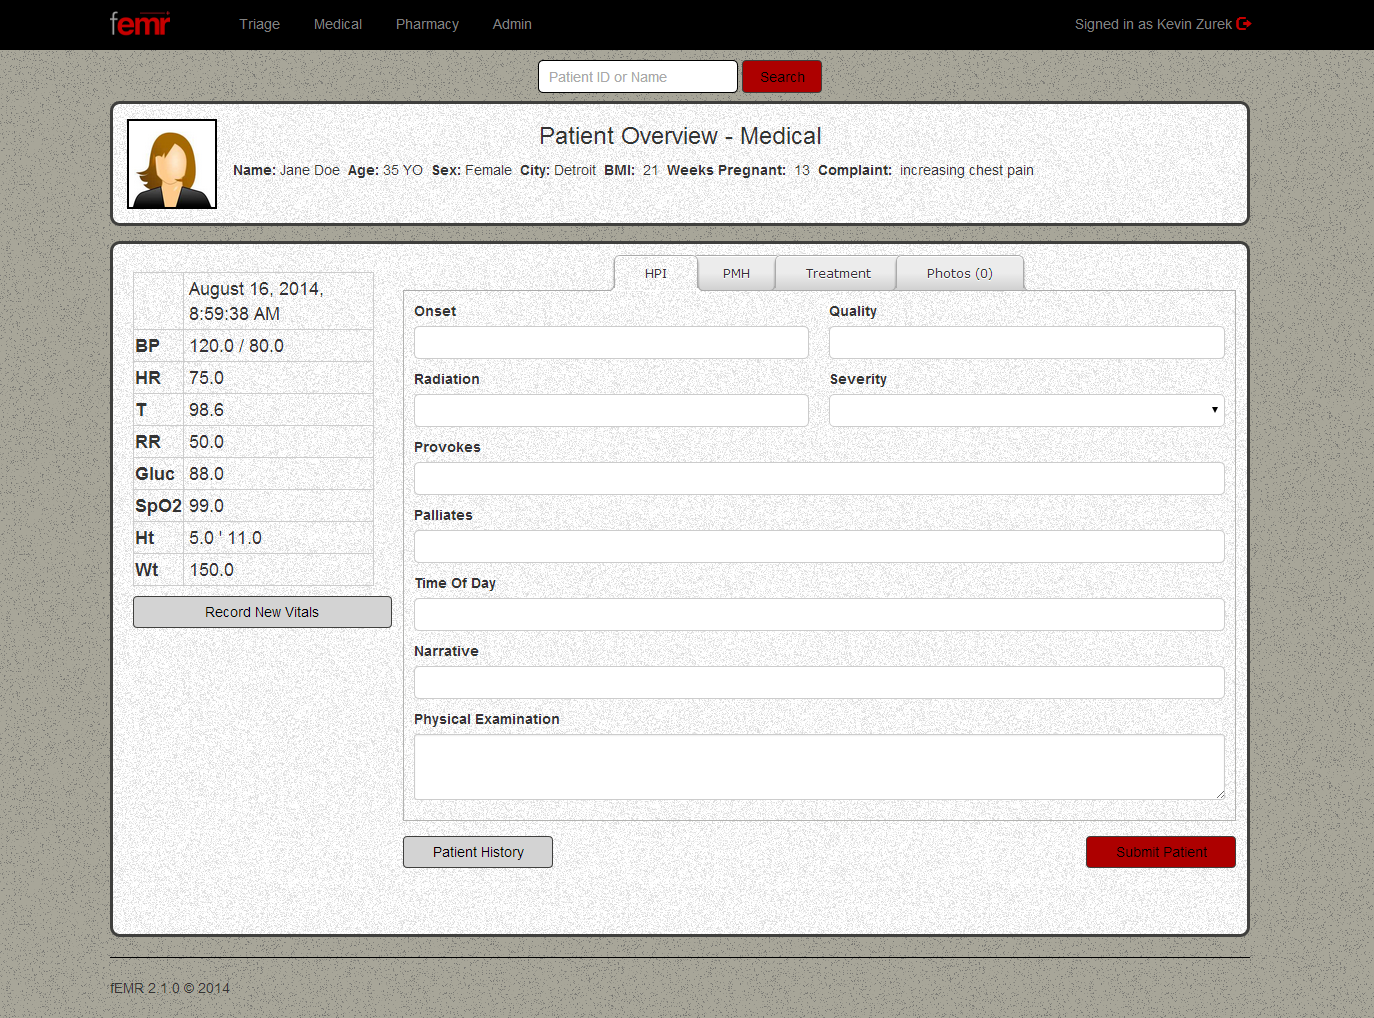 femr Triage Medical Pharmacy Admin Signed in as Kevin Zurek
Patient ID or Name Search
Patient Overview - Medical
Name: Jane Doe Age: 35 YO Sex: Female City: Detroit BMI: 21 Weeks Pregnant: 13 Complaint: increasing chest pain
August 16, 2014,
8:59:38 AM
BP 120.0 / 80.0
HR 75.0
T 98.6
RR 50.0
Gluc 88.0
SpO2 99.0
Ht 5.0 ' 11.0
Wt 150.0
Record New Vitals
HPI PMH Treatment Photos (0)
Onset Quality
Radiation Severity
Provokes
Palliates
Time Of Day
Narrative
Physical Examination
Patient History Submit Patient
fEMR 2.1.0 © 2014